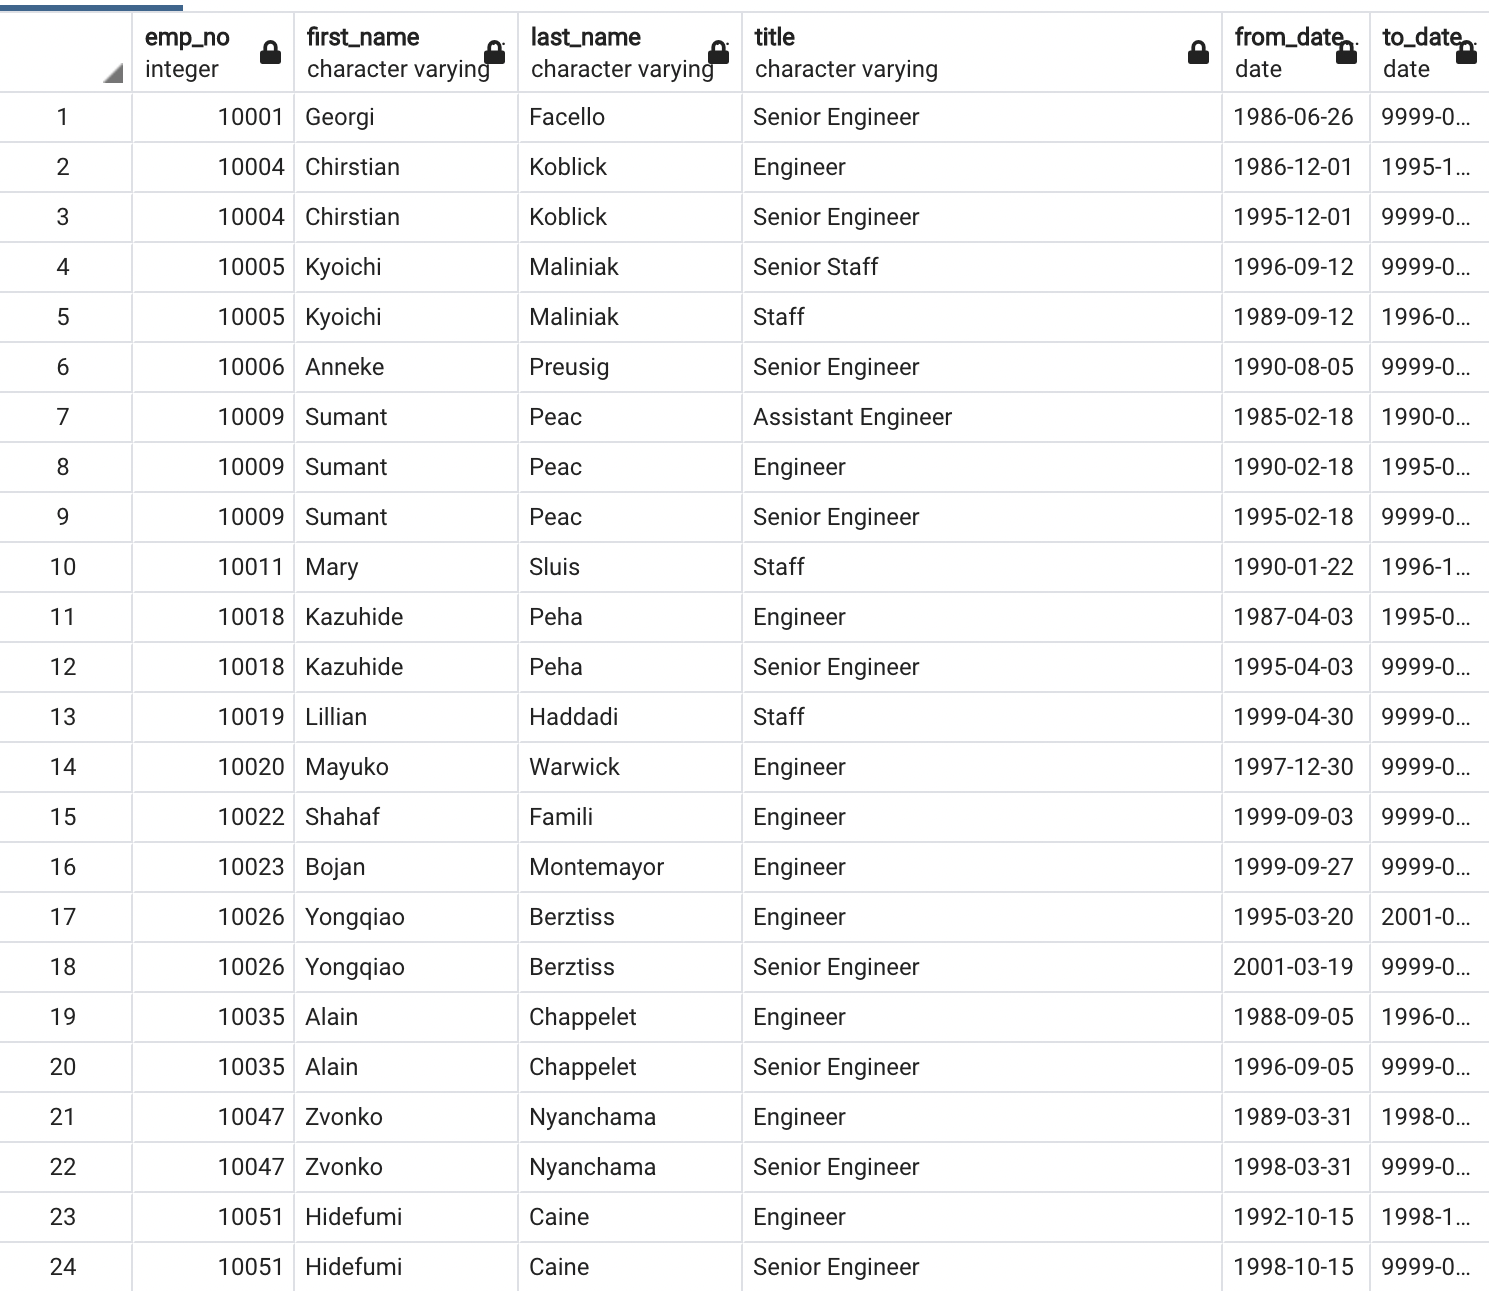 emp_no first_name last_name title from_date to_date
integer character varying character varying character varying date date
1 10001 Georgi Facello Senior Engineer 1986-06-26 9999-0...
2 10004 Chirstian Koblick Engineer 1986-12-01 1995-1...
3 10004 Chirstian Koblick Senior Engineer 1995-12-01 9999-0...
4 10005 Kyoichi Maliniak Senior Staff 1996-09-12 9999-0...
5 10005 Kyoichi Maliniak Staff 1989-09-12 1996-0...
6 10006 Anneke Preusig Senior Engineer 1990-08-05 9999-0...
7 10009 Sumant Peac Assistant Engineer 1985-02-18 1990-0...
8 10009 Sumant Peac Engineer 1990-02-18 1995-0...
9 10009 Sumant Peac Senior Engineer 1995-02-18 9999-0...
10 10011 Mary Sluis Staff 1990-01-22 1996-1...
11 10018 Kazuhide Peha Engineer 1987-04-03 1995-0...
12 10018 Kazuhide Peha Senior Engineer 1995-04-03 9999-0...
13 10019 Lillian Haddadi Staff 1999-04-30 9999-0...
14 10020 Mayuko Warwick Engineer 1997-12-30 9999-0...
15 10022 Shahaf Famili Engineer 1999-09-03 9999-0...
16 10023 Bojan Montemayor Engineer 1999-09-27 9999-0...
17 10026 Yongqiao Berztiss Engineer 1995-03-20 2001-0...
18 10026 Yongqiao Berztiss Senior Engineer 2001-03-19 9999-0...
19 10035 Alain Chappelet Engineer 1988-09-05 1996-0...
20 10035 Alain Chappelet Senior Engineer 1996-09-05 9999-0...
21 10047 Zvonko Nyanchama Engineer 1989-03-31 1998-0...
22 10047 Zvonko Nyanchama Senior Engineer 1998-03-31 9999-0...
23 10051 Hidefumi Caine Engineer 1992-10-15 1998-1...
24 10051 Hidefumi Caine Senior Engineer 1998-10-15 9999-0...